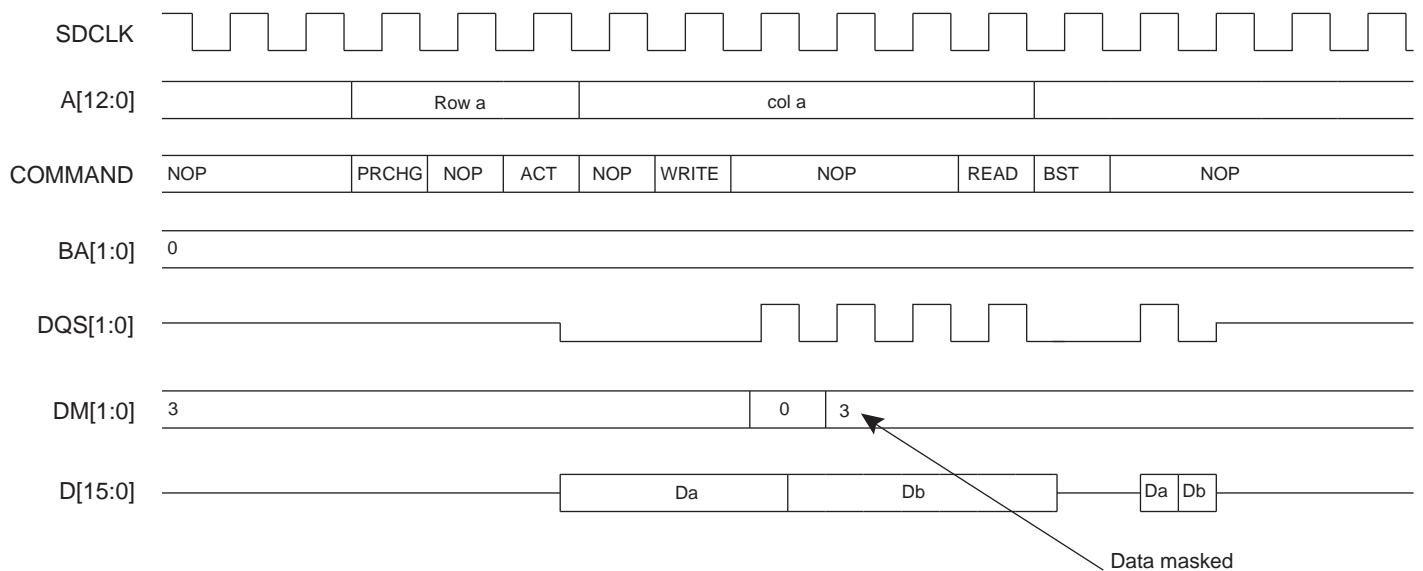 SDCLK
A[12:0] Row a col a
COMMAND NOP PRCHG NOP ACT NOP WRITE NOP READ BST NOP
BA[1:0] 0
DQS[1:0]
DM[1:0] 3 0 3
D[15:0] Da Db Da Db
Data masked